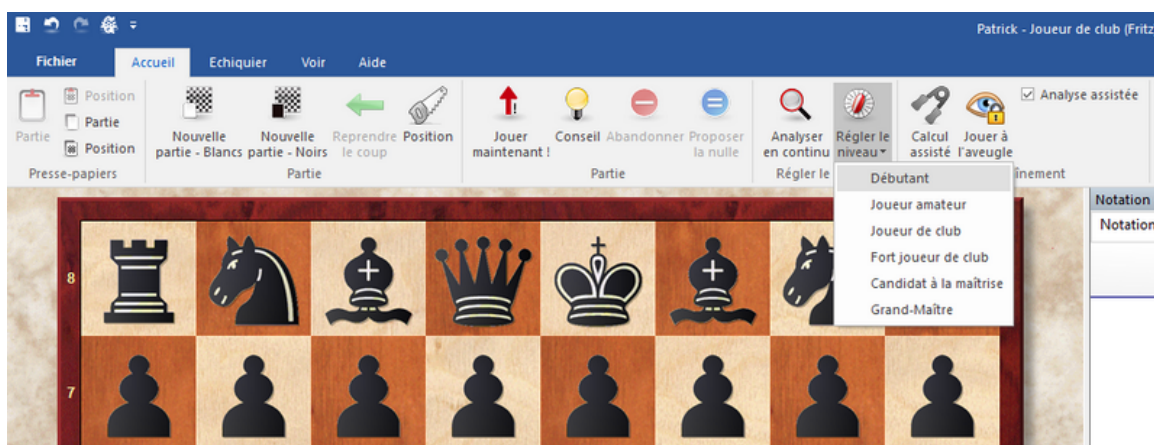 Patrick - Joueur de club (Fritz
Fichier Accueil Echiquier Voir Aide
Partie
Position
Partie
Position
Presse-papiers
Nouvelle
partie - Blancs
Nouvelle
partie - Noirs
Reprendre
le coup
Position
Partie
Jouer
maintenant !
Conseil
Abandonner
Proposer
la nulle
Partie
Analyser
en continu
Régler le
niveau
Régler le
Calcul
assisté
Jouer à
l'aveugle
Analyse assistée
înement
Débutant
Joueur amateur
Joueur de club
Fort joueur de club
Candidat à la maîtrise
Grand-Maître
Notation
Notation
8
7